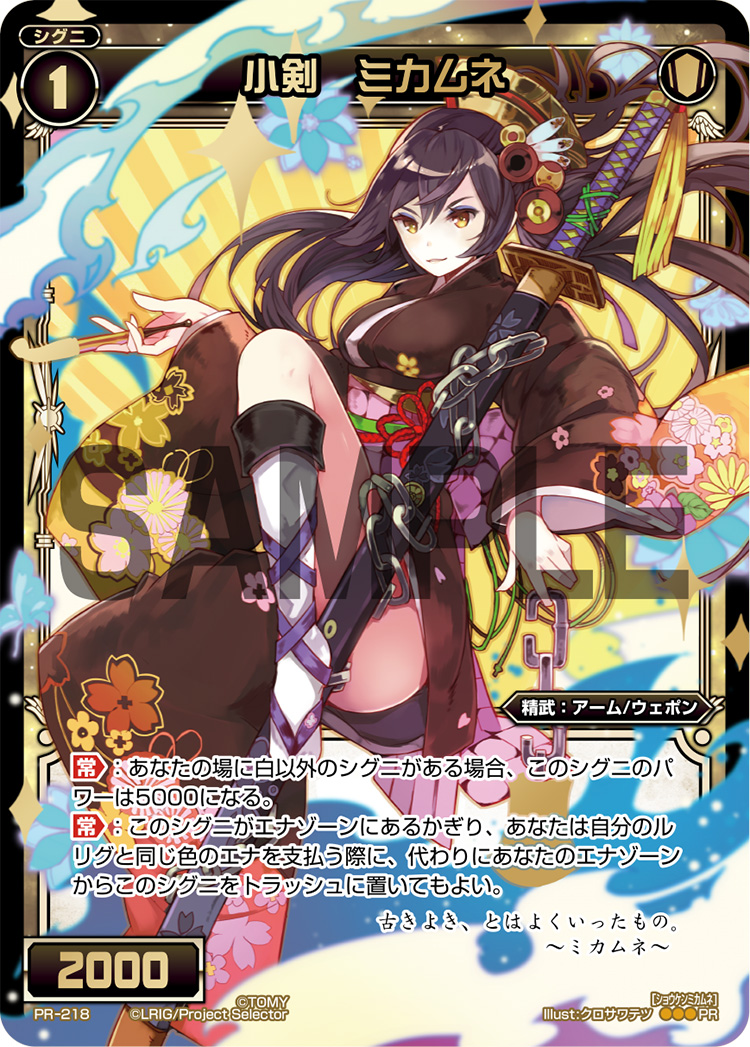 シグニ
1
小剣 ミカムネ
SAMPLE
精武：アーム/ウェポン
常：あなたの場に白以外のシグニがある場合、このシグニのパ
ワーは5000になる。
常：このシグニがエナゾーンにあるかぎり、あなたは自分のル
リグと同じ色のエナを支払う際に、代わりにあなたのエナゾーン
からこのシグニをトラッシュに置いてもよい。
古きよき、とはよくいったもの。
～ミカムネ～
2000
[ショウケンミカムネ]
PR-218 ©TOMY
©LRIG/Project Selector Illust:クロサワテツ PR